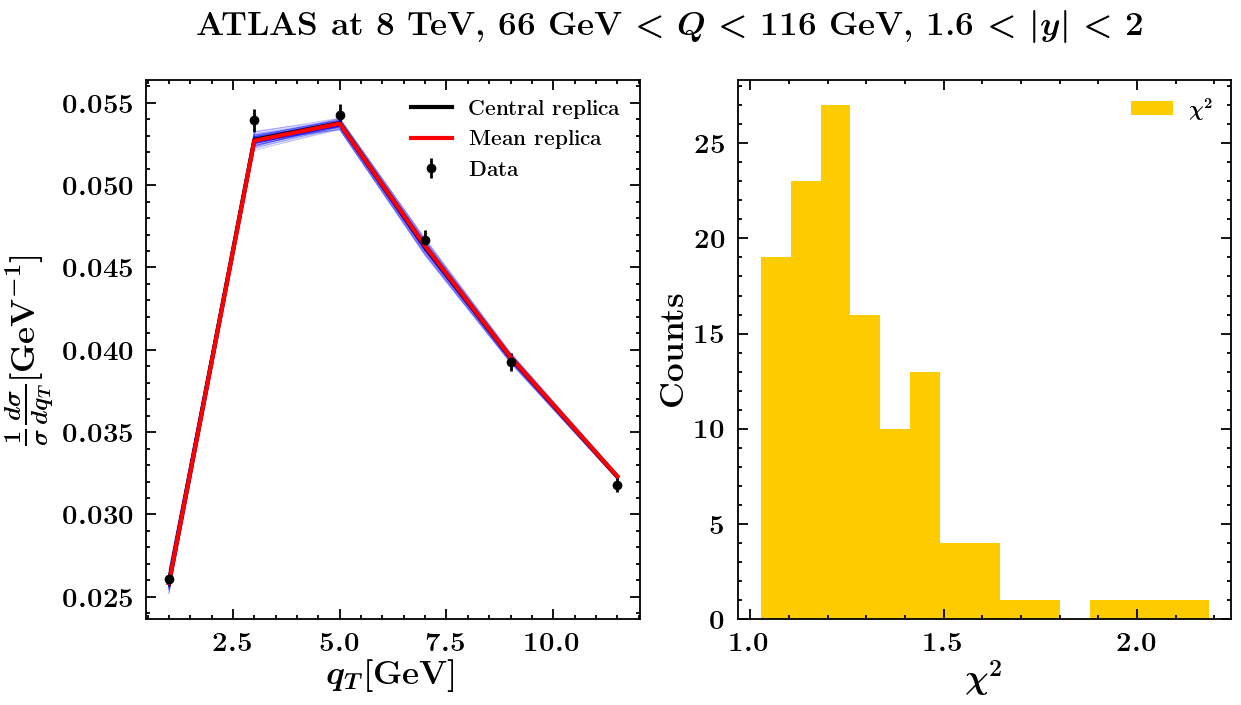 ATLAS at 8 TeV, 66 GeV < Q < 116 GeV, 1.6 < |y| < 2
0.055
0.050
0.045
0.040
0.035
0.030
0.025
1/σ dσ/dq_T [GeV⁻¹]
Central replica
Mean replica
Data
2.5 5.0 7.5 10.0
q_T[GeV]
25
20
15
10
5
0
Counts
χ²
1.0 1.5 2.0
χ²